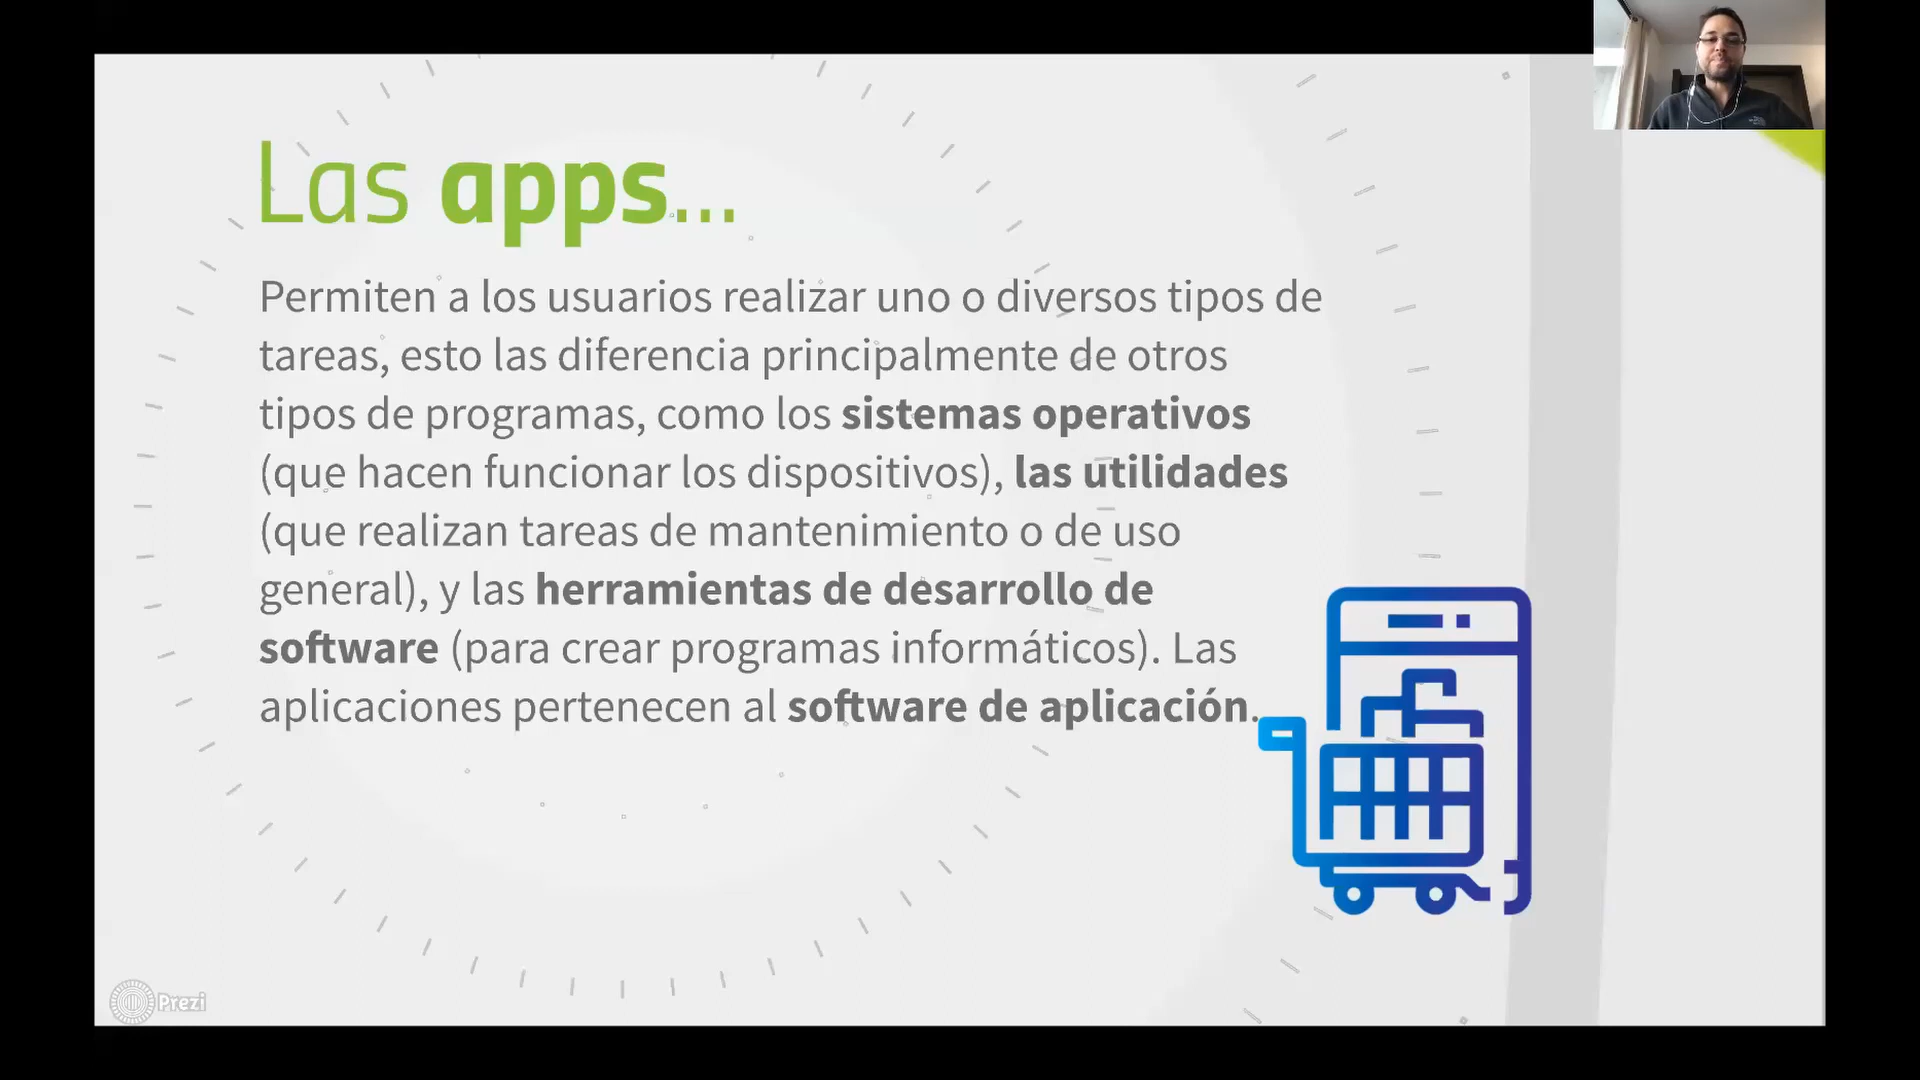 Las apps...
Permiten a los usuarios realizar uno o diversos tipos de
tareas, esto las diferencia principalmente de otros
tipos de programas, como los sistemas operativos
(que hacen funcionar los dispositivos), las utilidades
(que realizan tareas de mantenimiento o de uso
general), y las herramientas de desarrollo de
software (para crear programas informáticos). Las
aplicaciones pertenecen al software de aplicación.
Prezi